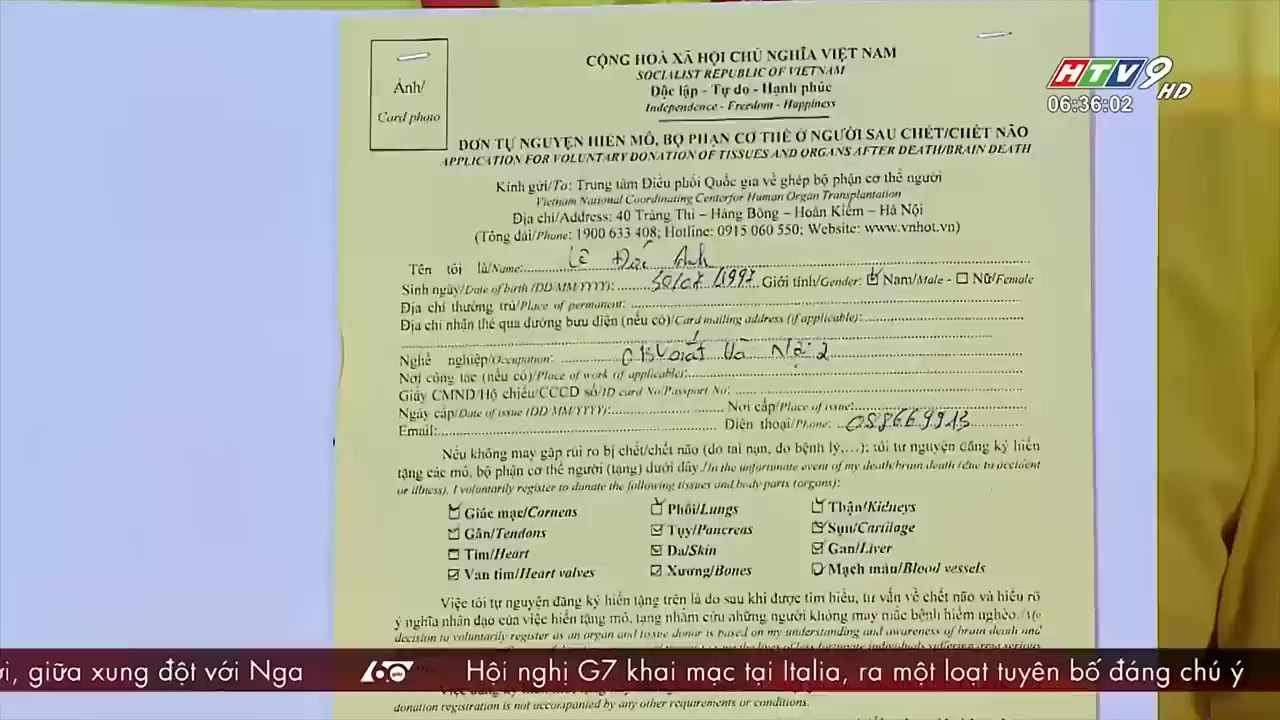 HTV9 HD
06:36:02
Ảnh/
Card photo
CỘNG HOÀ XÃ HỘI CHỦ NGHĨA VIỆT NAM
SOCIALIST REPUBLIC OF VIETNAM
Độc lập - Tự do - Hạnh phúc
Independence - Freedom - Happiness
ĐƠN TỰ NGUYỆN HIẾN MÔ, BỘ PHẬN CƠ THỂ Ở NGƯỜI SAU CHẾT/CHẾT NÃO
APPLICATION FOR VOLUNTARY DONATION OF TISSUES AND ORGANS AFTER DEATH/BRAIN DEATH
Kính gửi/To: Trung tâm Điều phối Quốc gia về ghép bộ phận cơ thể người
Vietnam National Coordinating Centerfor Human Organ Transplantation
Địa chỉ/Address: 40 Tràng Thi – Hàng Bông – Hoàn Kiếm – Hà Nội
(Tổng đài/Phone: 1900 633 408; Hotline: 0915 060 550; Website: www.vnhot.vn)
Tên tôi là/Name: Lê Đức Anh
Sinh ngày/Date of birth (DD/MM/YYYY): /1997 Giới tính/Gender: ☑ Nam/Male - ☐ Nữ/Female
Địa chỉ thường trú/Place of permanent:
Địa chỉ nhận thẻ qua đường bưu điện (nếu có)/Card mailing address (if applicable):
Nghề nghiệp/Occupation: Hà Nội 2
Nơi công tác (nếu có)/Place of work (if applicable):
Giấy CMND/Hộ chiếu/CCCD số/ID card No/Passport No:
Ngày cấp/Date of issue (DD/MM/YYYY): Nơi cấp/Place of issue:
Email: Điện thoại/Phone: 058669913
Nếu không may gặp rủi ro bị chết/chết não (do tai nạn, do bệnh lý,…); tôi tự nguyện đăng ký hiến
tặng các mô, bộ phận cơ thể người (tạng) dưới đây./In the unfortunate event of my death/brain death (due to accident
or illness), I voluntarily register to donate the following tissues and body parts (organs):
☑ Giác mạc/Corneas ☑ Phổi/Lungs ☑ Thận/Kidneys
☑ Gân/Tendons ☑ Tụy/Pancreas ☑ Sụn/Cartilage
☑ Tim/Heart ☑ Da/Skin ☑ Gan/Liver
☑ Van tim/Heart valves ☑ Xương/Bones ☑ Mạch máu/Blood vessels
Việc tôi tự nguyện đăng ký hiến tặng trên là do sau khi được tìm hiểu, tư vấn về chết não và hiểu rõ
ý nghĩa nhân đạo của việc hiến tặng mô, tạng nhằm cứu những người không may mắc bệnh hiểm nghèo./My
decision to voluntarily register as an organ and tissue donor is based on my understanding and awareness of brain death and
ới, giữa xung đột với Nga 60 giây Hội nghị G7 khai mạc tại Italia, ra một loạt tuyên bố đáng chú ý
donation registration is not accorapanied by any other requirements or conditions.